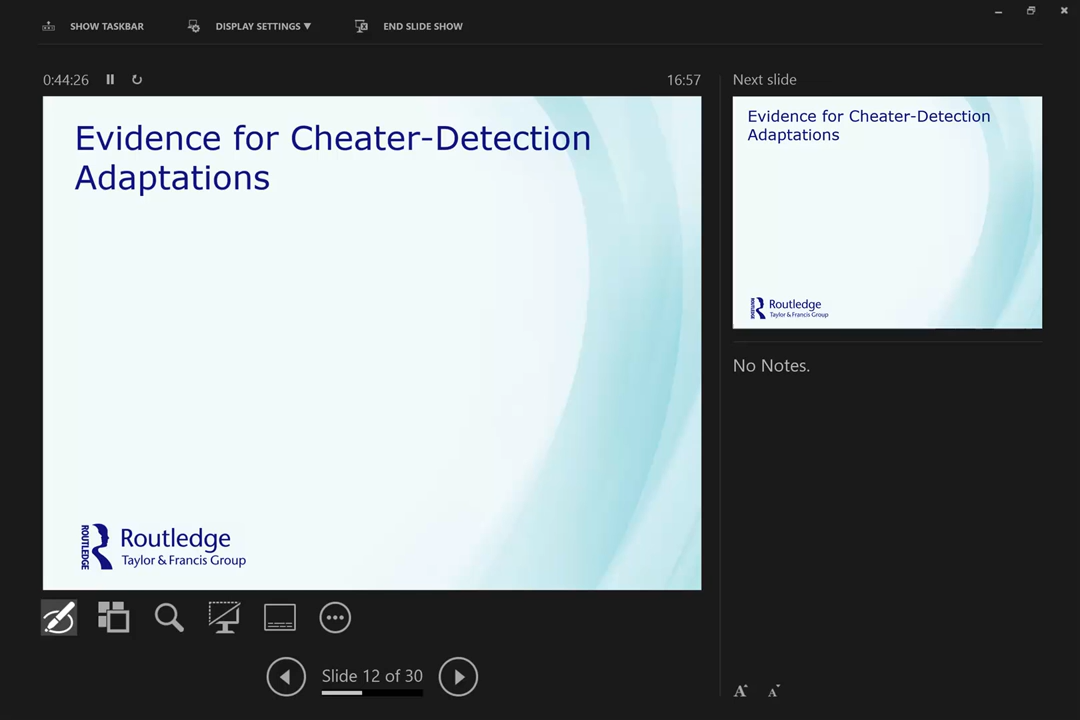 SHOW TASKBAR
DISPLAY SETTINGS ▼
END SLIDE SHOW
0:44:26
16:57
Next slide
Evidence for Cheater-Detection
Adaptations
ROUTLEDGE
Routledge
Taylor & Francis Group
Evidence for Cheater-Detection
Adaptations
ROUTLEDGE
Routledge
Taylor & Francis Group
No Notes.
Slide 12 of 30
A
A